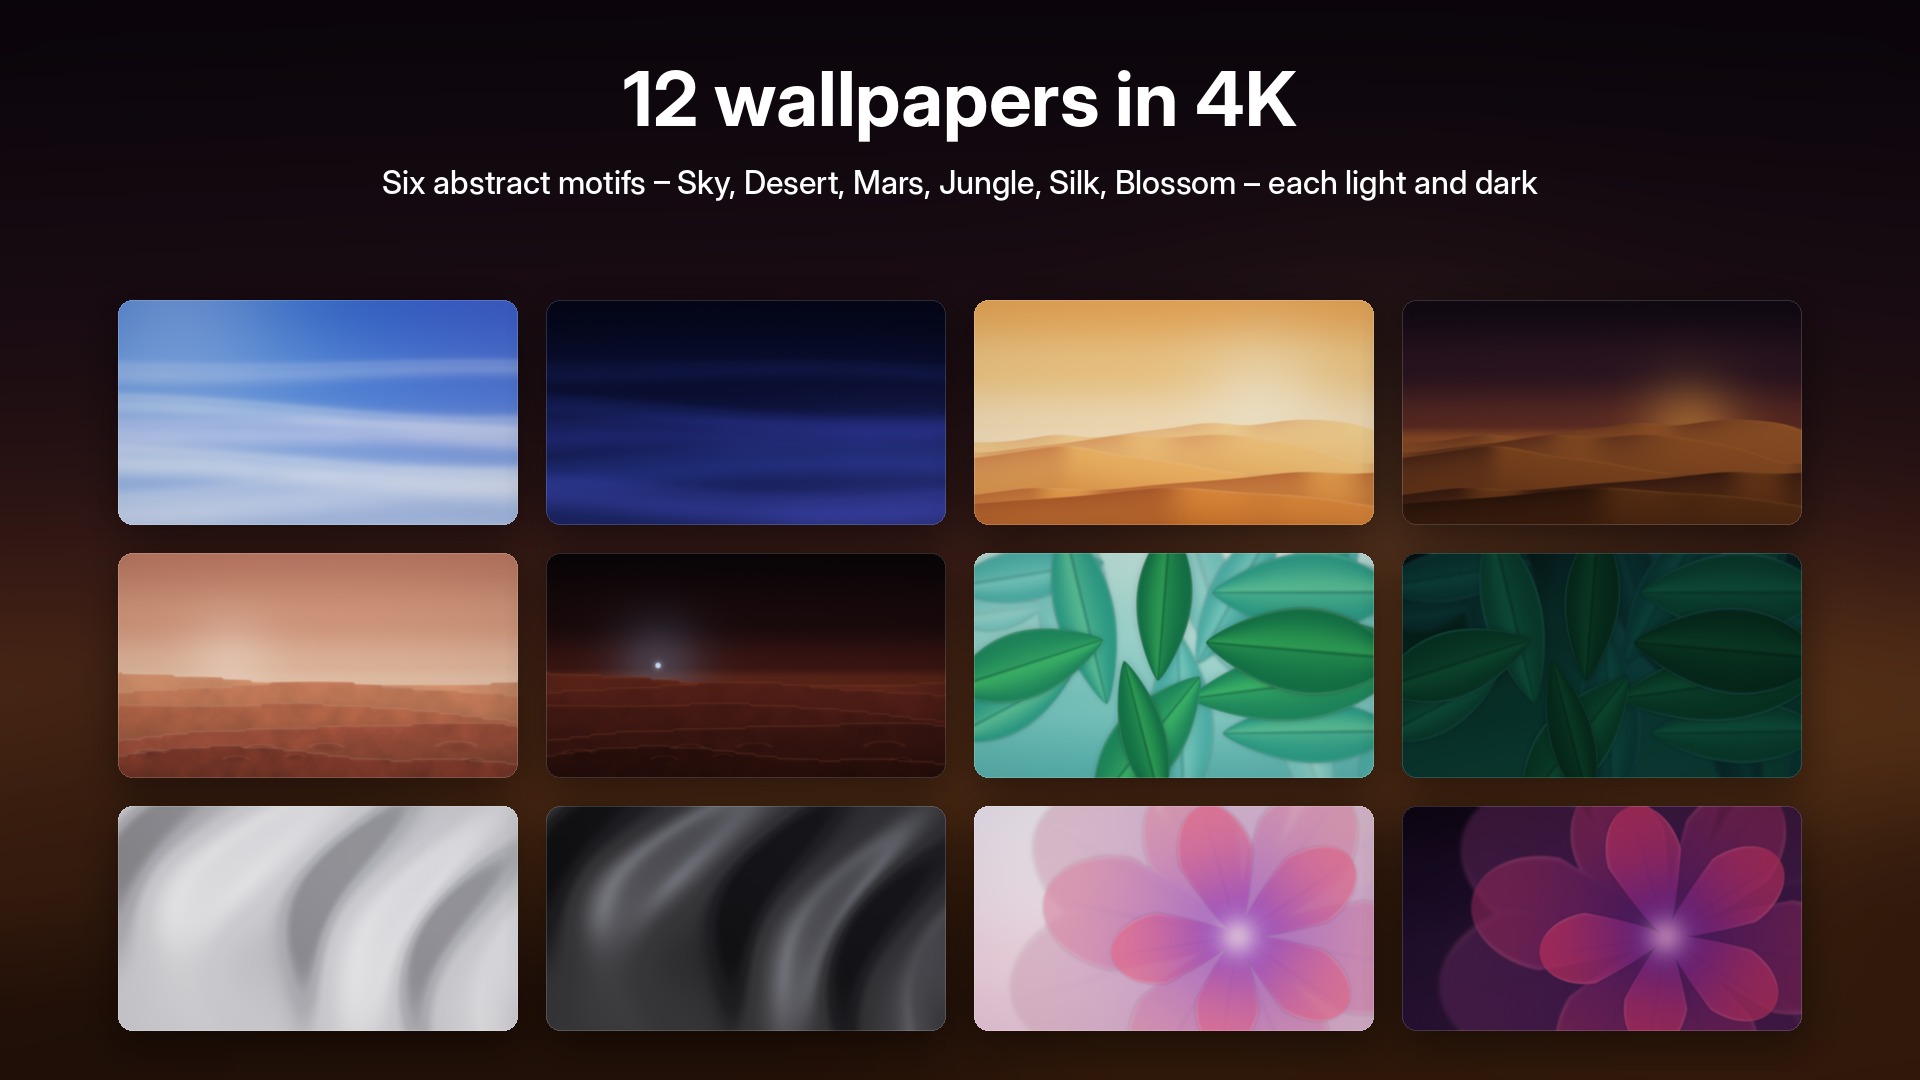 12 wallpapers in 4K
Six abstract motifs – Sky, Desert, Mars, Jungle, Silk, Blossom – each light and dark